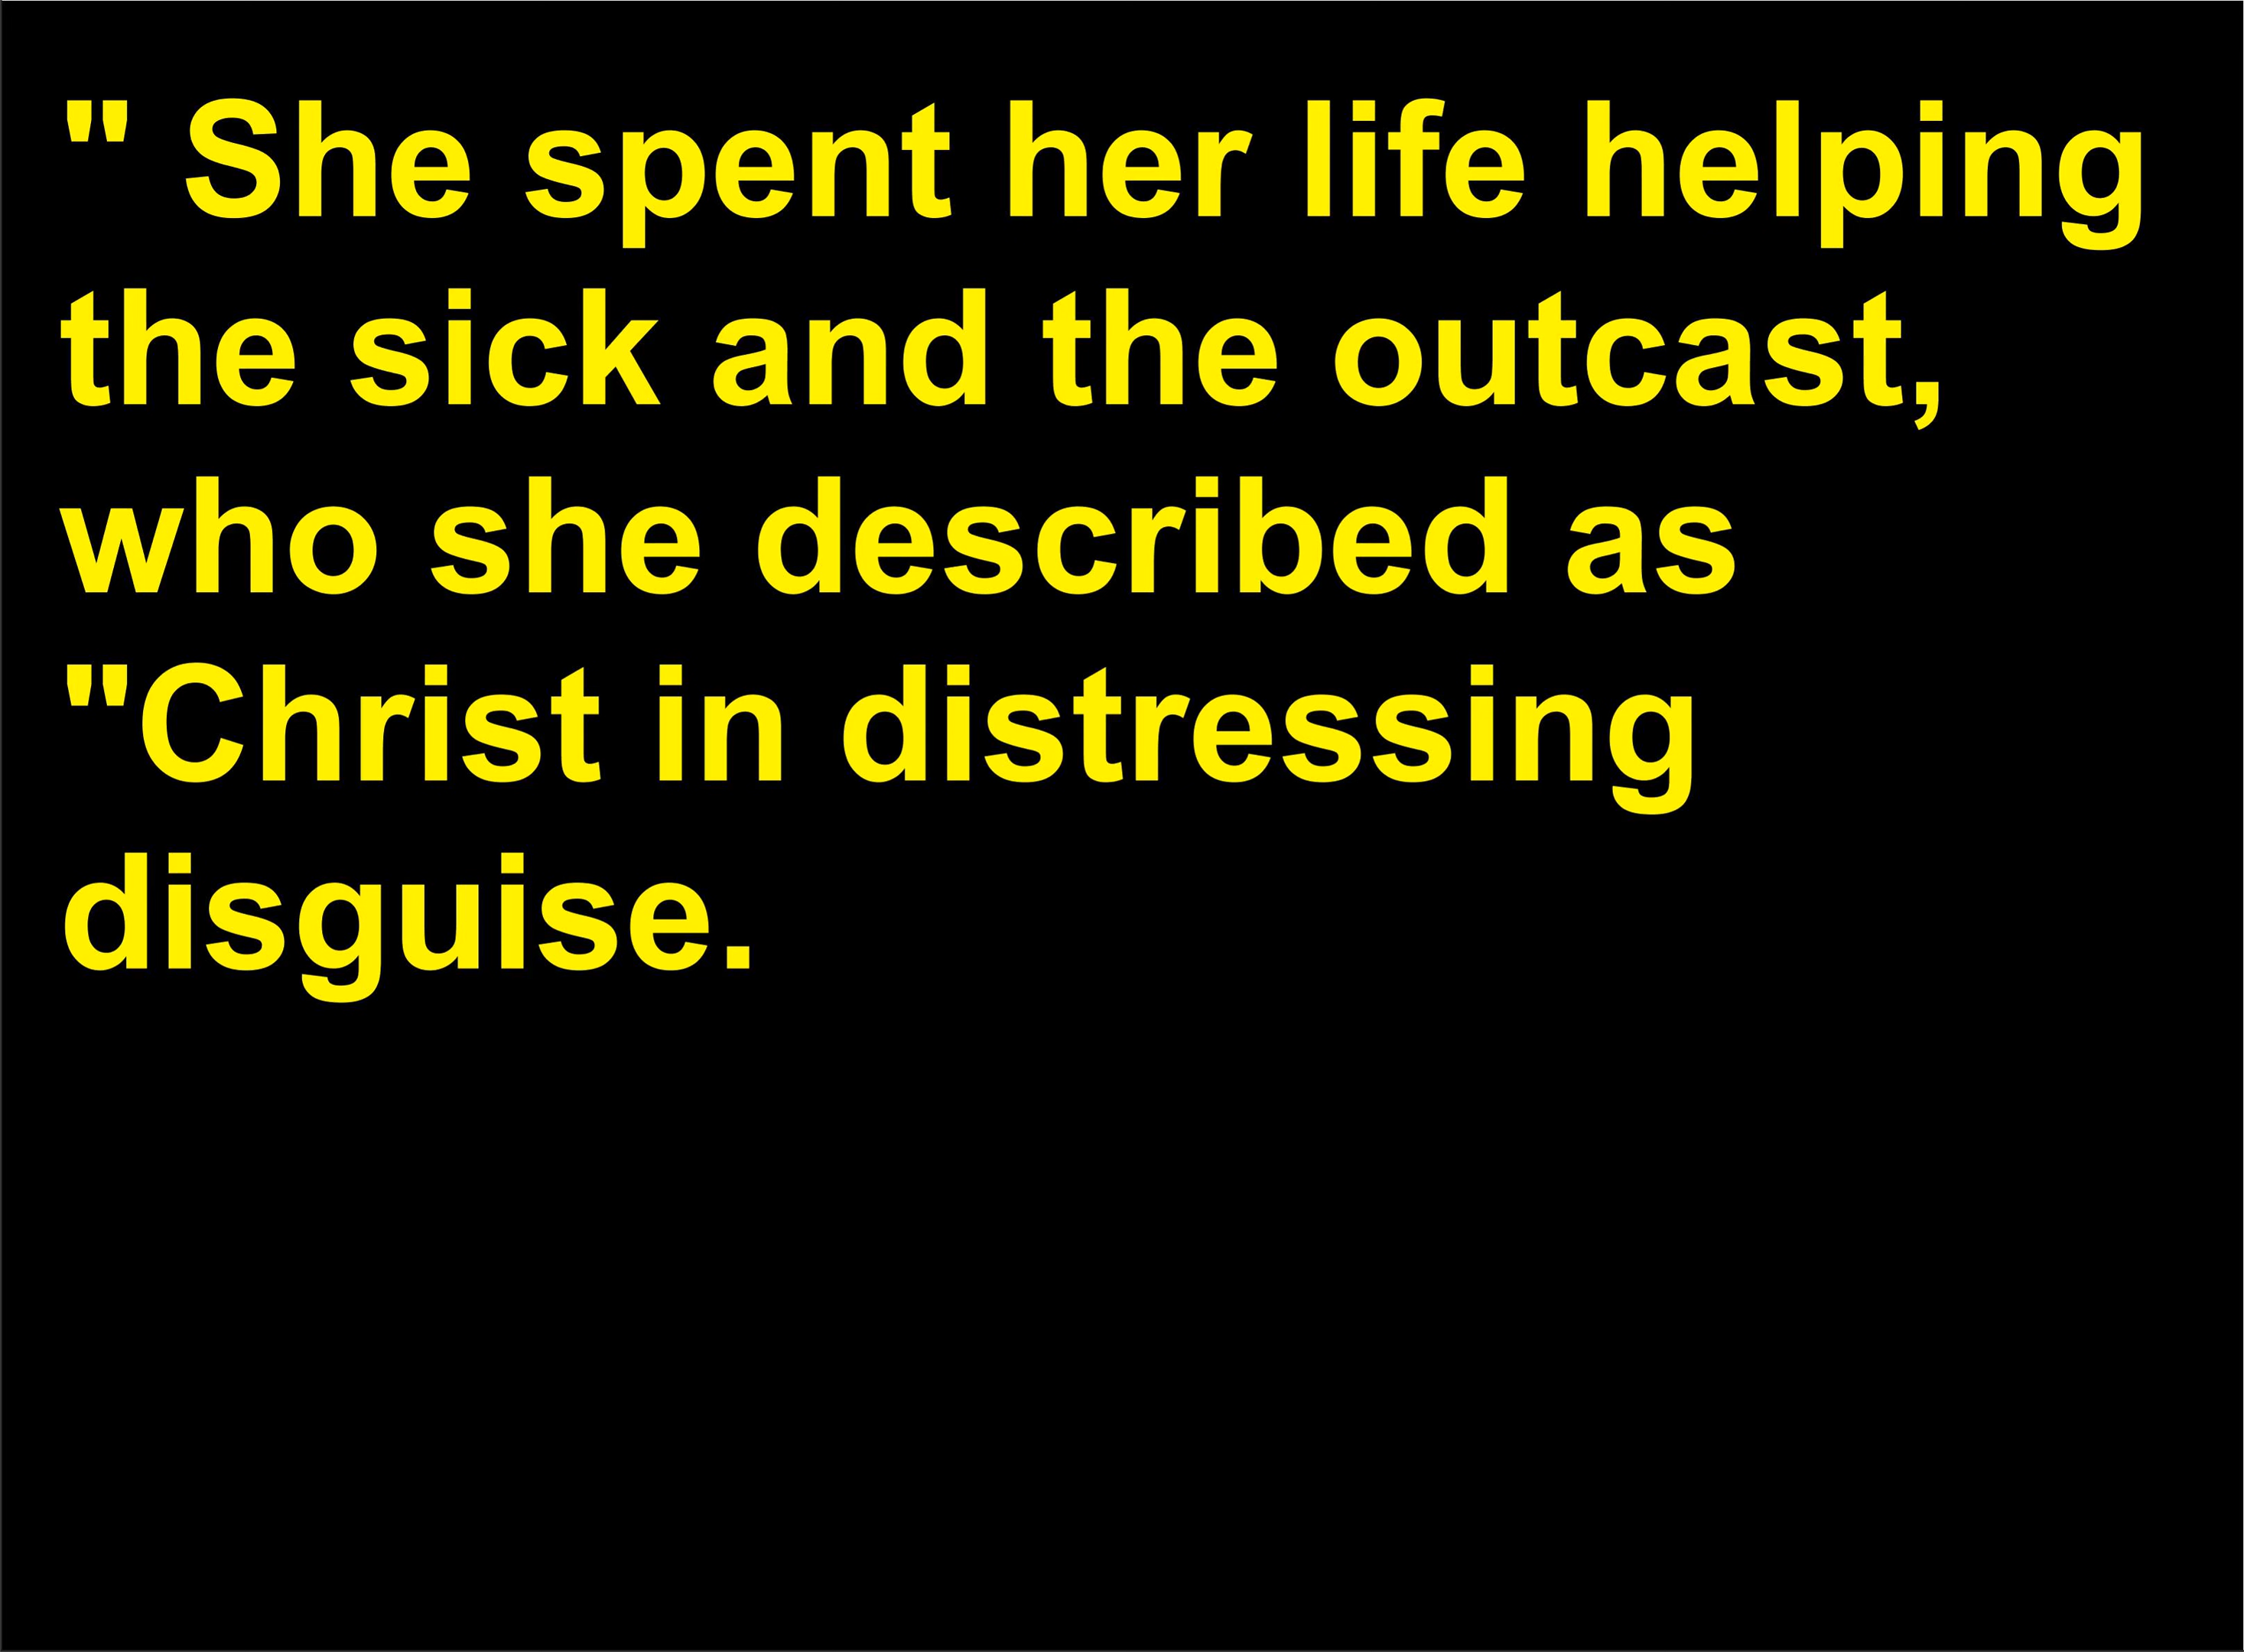 " She spent her life helping
the sick and the outcast,
who she described as
"Christ in distressing
disguise.